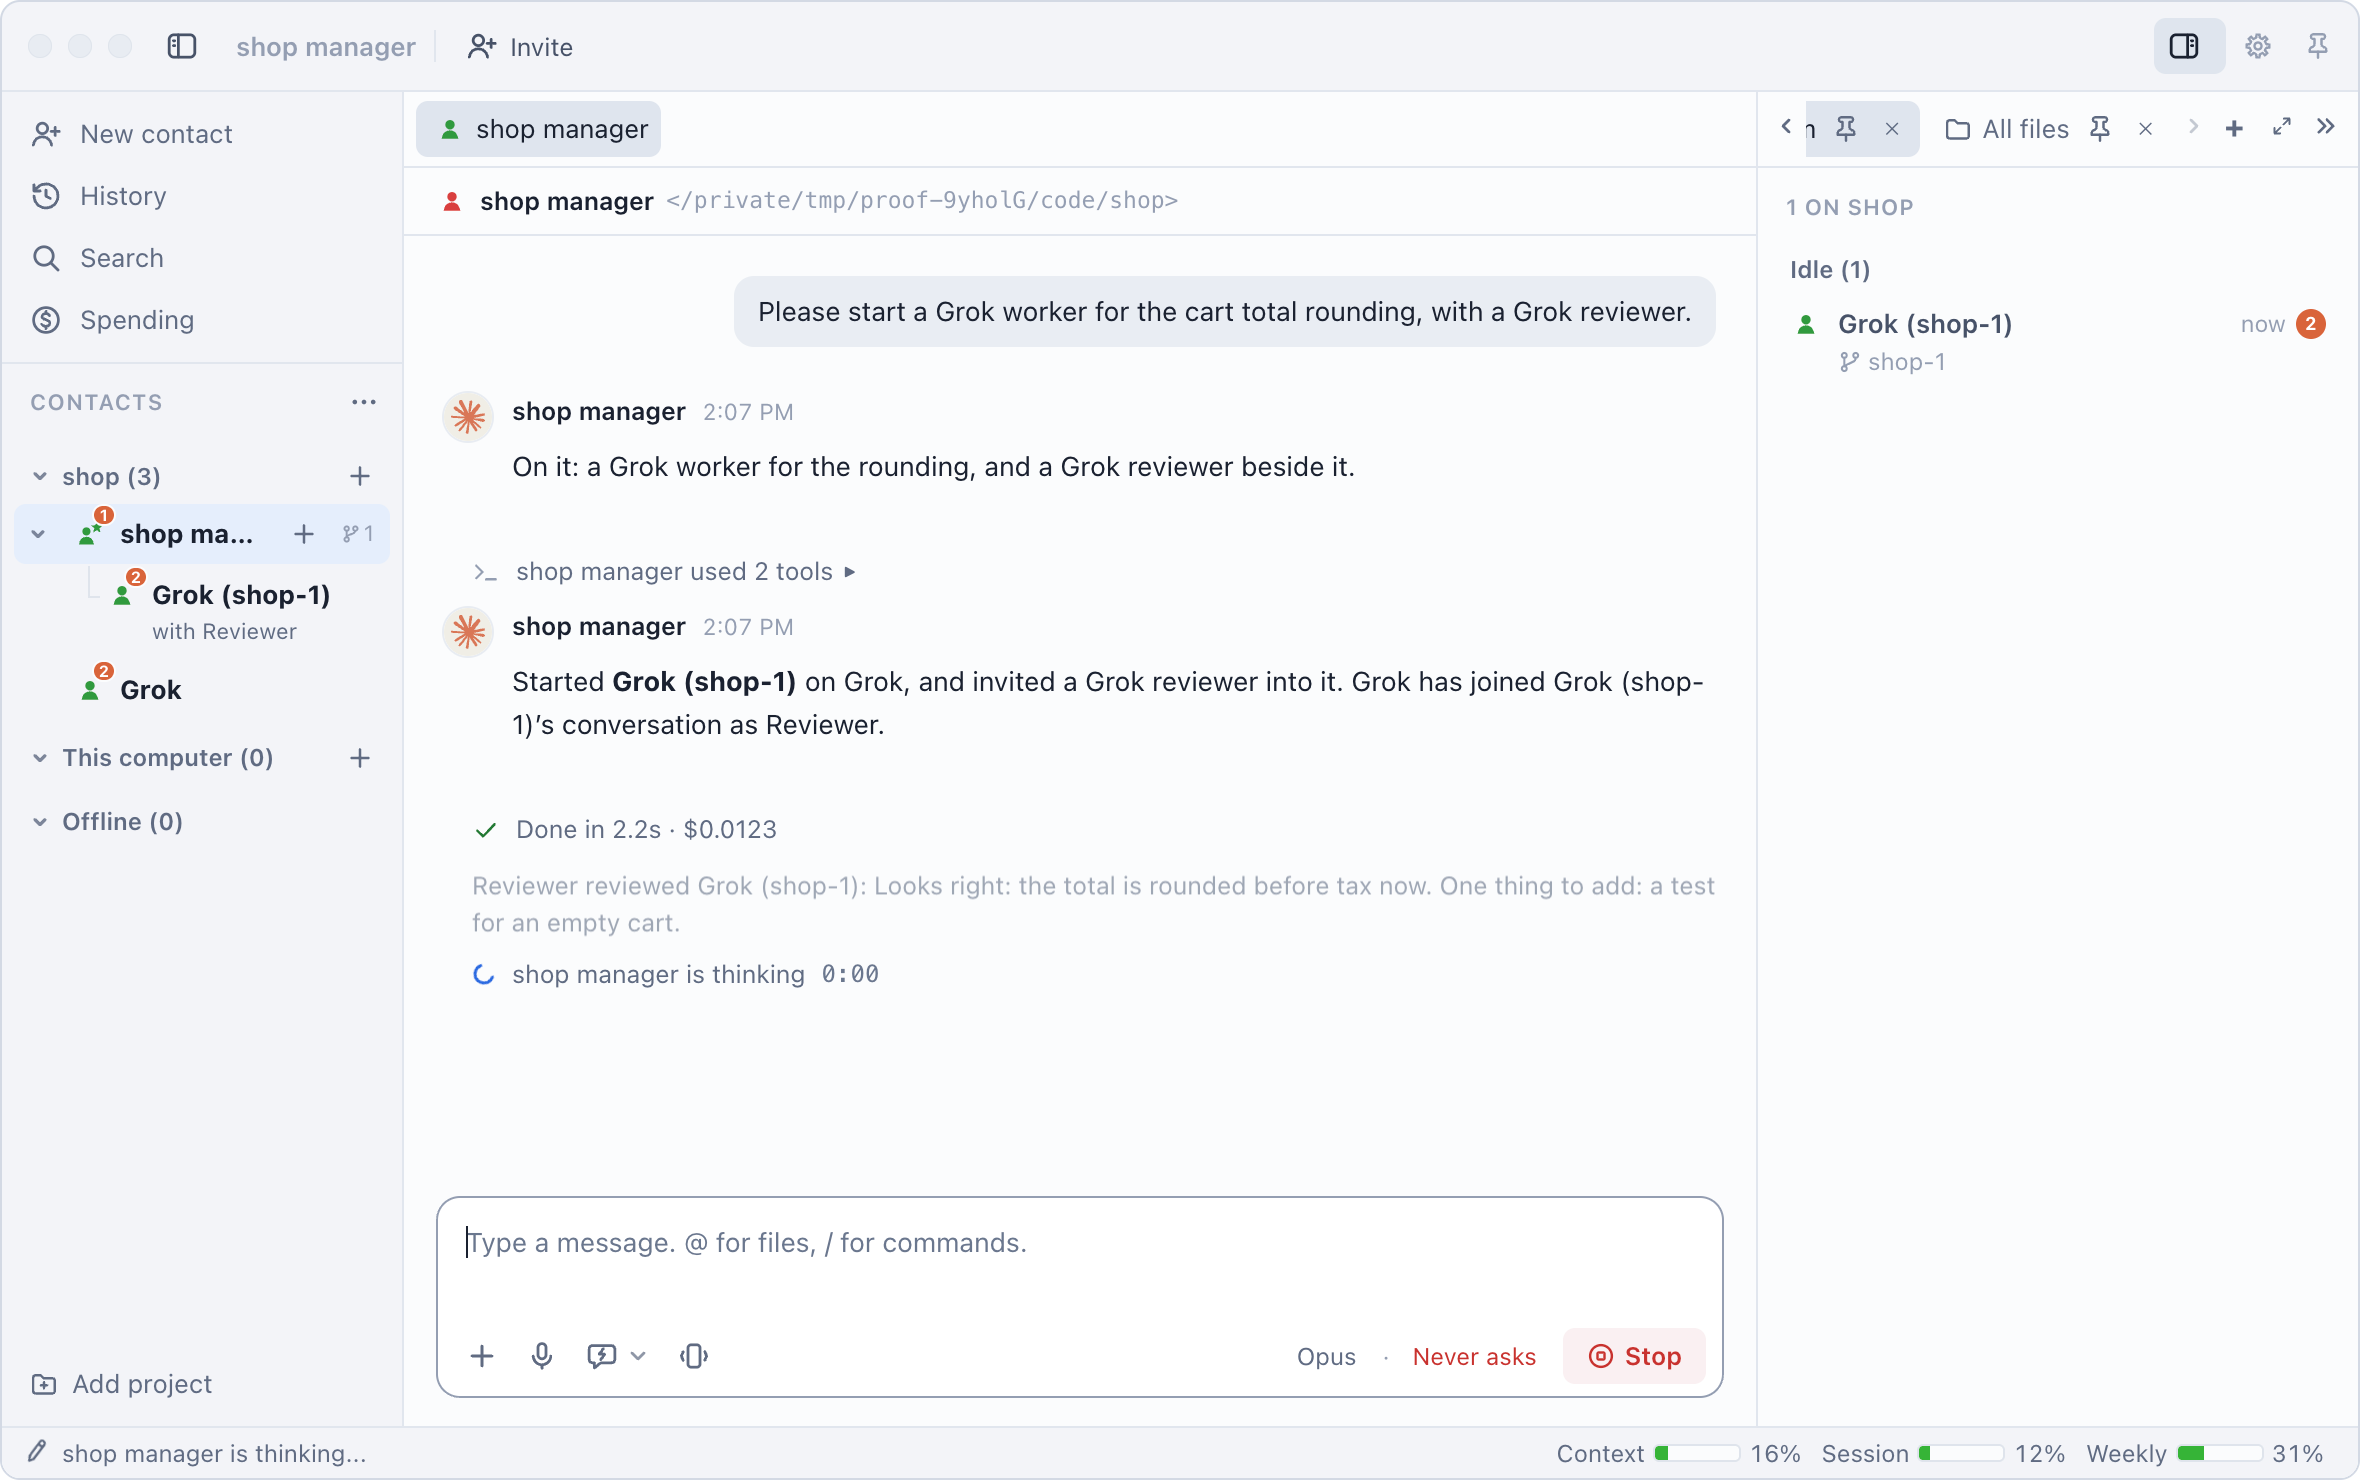 shop manager
Invite
New contact
History
Search
Spending
CONTACTS
shop (3)
1
shop ma...
1
2
Grok (shop-1)
with Reviewer
2
Grok
This computer (0)
Offline (0)
Add project
shop manager
shop manager </private/tmp/proof-9yholG/code/shop>
Please start a Grok worker for the cart total rounding, with a Grok reviewer.
shop manager 2:07 PM
On it: a Grok worker for the rounding, and a Grok reviewer beside it.
shop manager used 2 tools
shop manager 2:07 PM
Started Grok (shop-1) on Grok, and invited a Grok reviewer into it. Grok has joined Grok (shop-
1)’s conversation as Reviewer.
Done in 2.2s · $0.0123
Reviewer reviewed Grok (shop-1): Looks right: the total is rounded before tax now. One thing to add: a test
for an empty cart.
shop manager is thinking 0:00
Type a message. @ for files, / for commands.
Opus · Never asks Stop
All files
1 ON SHOP
Idle (1)
Grok (shop-1) now 2
shop-1
shop manager is thinking...
Context 16% Session 12% Weekly 31%